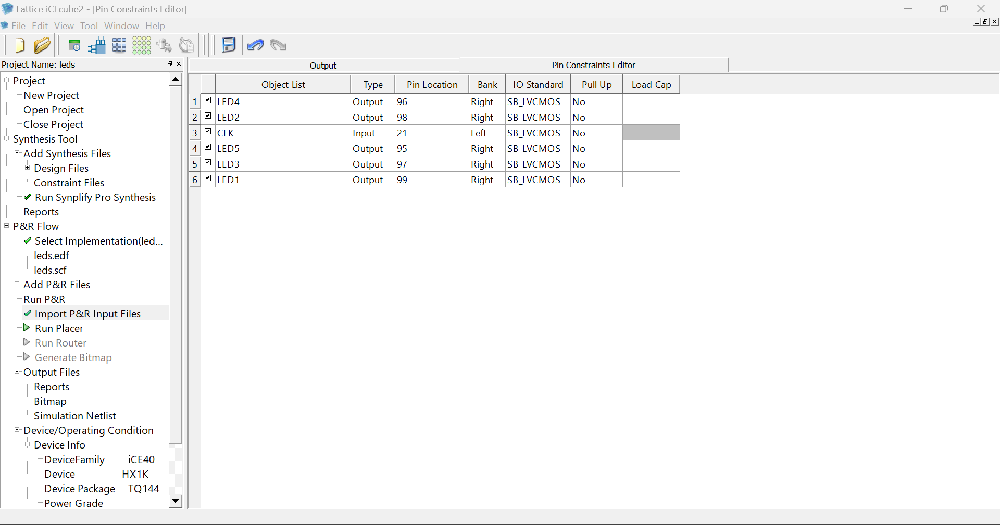 Lattice iCEcube2 - [Pin Constraints Editor]
File Edit View Tool Window Help
Project Name: leds
Project
New Project
Open Project
Close Project
Synthesis Tool
Add Synthesis Files
Design Files
Constraint Files
Run Synplify Pro Synthesis
Reports
P&R Flow
Select Implementation(led...
leds.edf
leds.scf
Add P&R Files
Run P&R
Import P&R Input Files
Run Placer
Run Router
Generate Bitmap
Output Files
Reports
Bitmap
Simulation Netlist
Device/Operating Condition
Device Info
DeviceFamily iCE40
Device HX1K
Device Package TQ144
Power Grade
Output Pin Constraints Editor
Object List Type Pin Location Bank IO Standard Pull Up Load Cap
1 LED4 Output 96 Right SB_LVCMOS No
2 LED2 Output 98 Right SB_LVCMOS No
3 CLK Input 21 Left SB_LVCMOS No
4 LED5 Output 95 Right SB_LVCMOS No
5 LED3 Output 97 Right SB_LVCMOS No
6 LED1 Output 99 Right SB_LVCMOS No